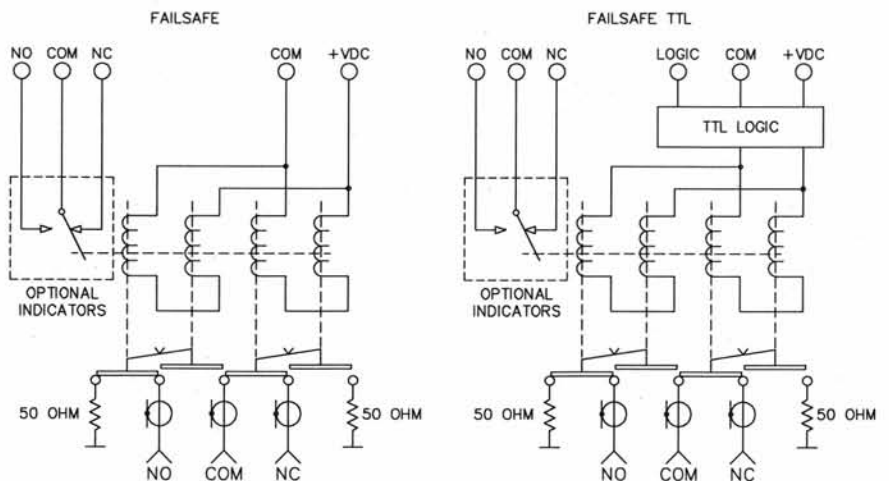 FAILSAFE
NO COM NC COM +VDC
OPTIONAL
INDICATORS
50 OHM 50 OHM
NO COM NC
FAILSAFE TTL
NO COM NC LOGIC COM +VDC
TTL LOGIC
OPTIONAL
INDICATORS
50 OHM 50 OHM
NO COM NC